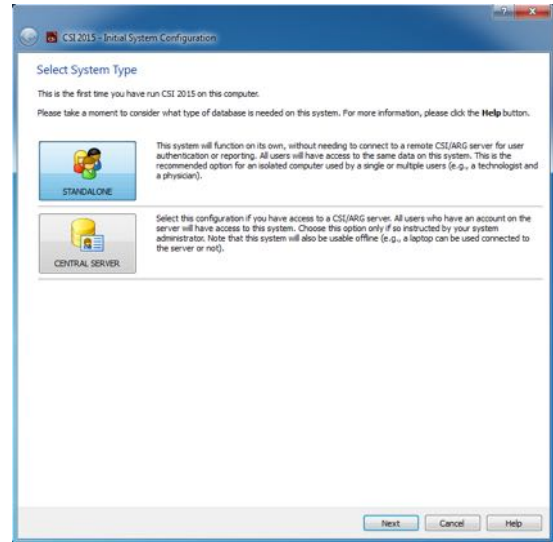 CSI 2015 - Initial System Configuration
Select System Type
This is the first time you have run CSI 2015 on this computer.
Please take a moment to consider what type of database is needed on this system. For more information, please click the Help button.
This system will function on its own, without needing to connect to a remote CSI/ARG server for user
authentication or reporting. All users will have access to the same data on this system. This is the
recommended option for an isolated computer used by a single or multiple users (e.g., a technologist and
a physician).
STANDALONE
Select this configuration if you have access to a CSI/ARG server. All users who have an account on the
server will have access to this system. Choose this option only if so instructed by your system
administrator. Note that this system will also be usable offline (e.g., a laptop can be used connected to
the server or not).
CENTRAL SERVER
Next Cancel Help